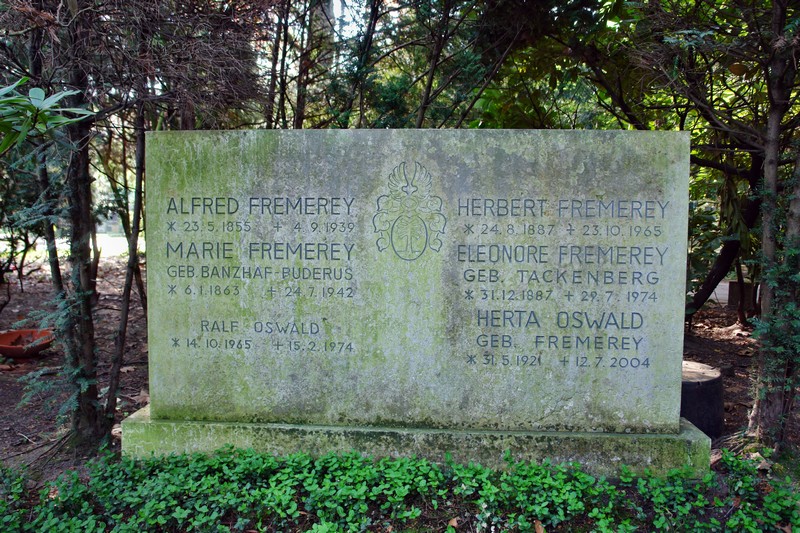 ALFRED FREMEREY
* 23.5.1855 + 4.9.1939
MARIE FREMEREY
GEB. BANZHAF-PUDERUS
* 6.1.1863 + 24.7.1942
RALF OSWALD
* 14.10.1965 + 15.2.1974
HERBERT FREMEREY
* 24.8.1887 + 23.10.1965
ELEONORE FREMEREY
GEB. TACKENBERG
* 31.12.1887 + 29.7.1974
HERTA OSWALD
GEB. FREMEREY
* 31.5.1921 + 12.7.2004